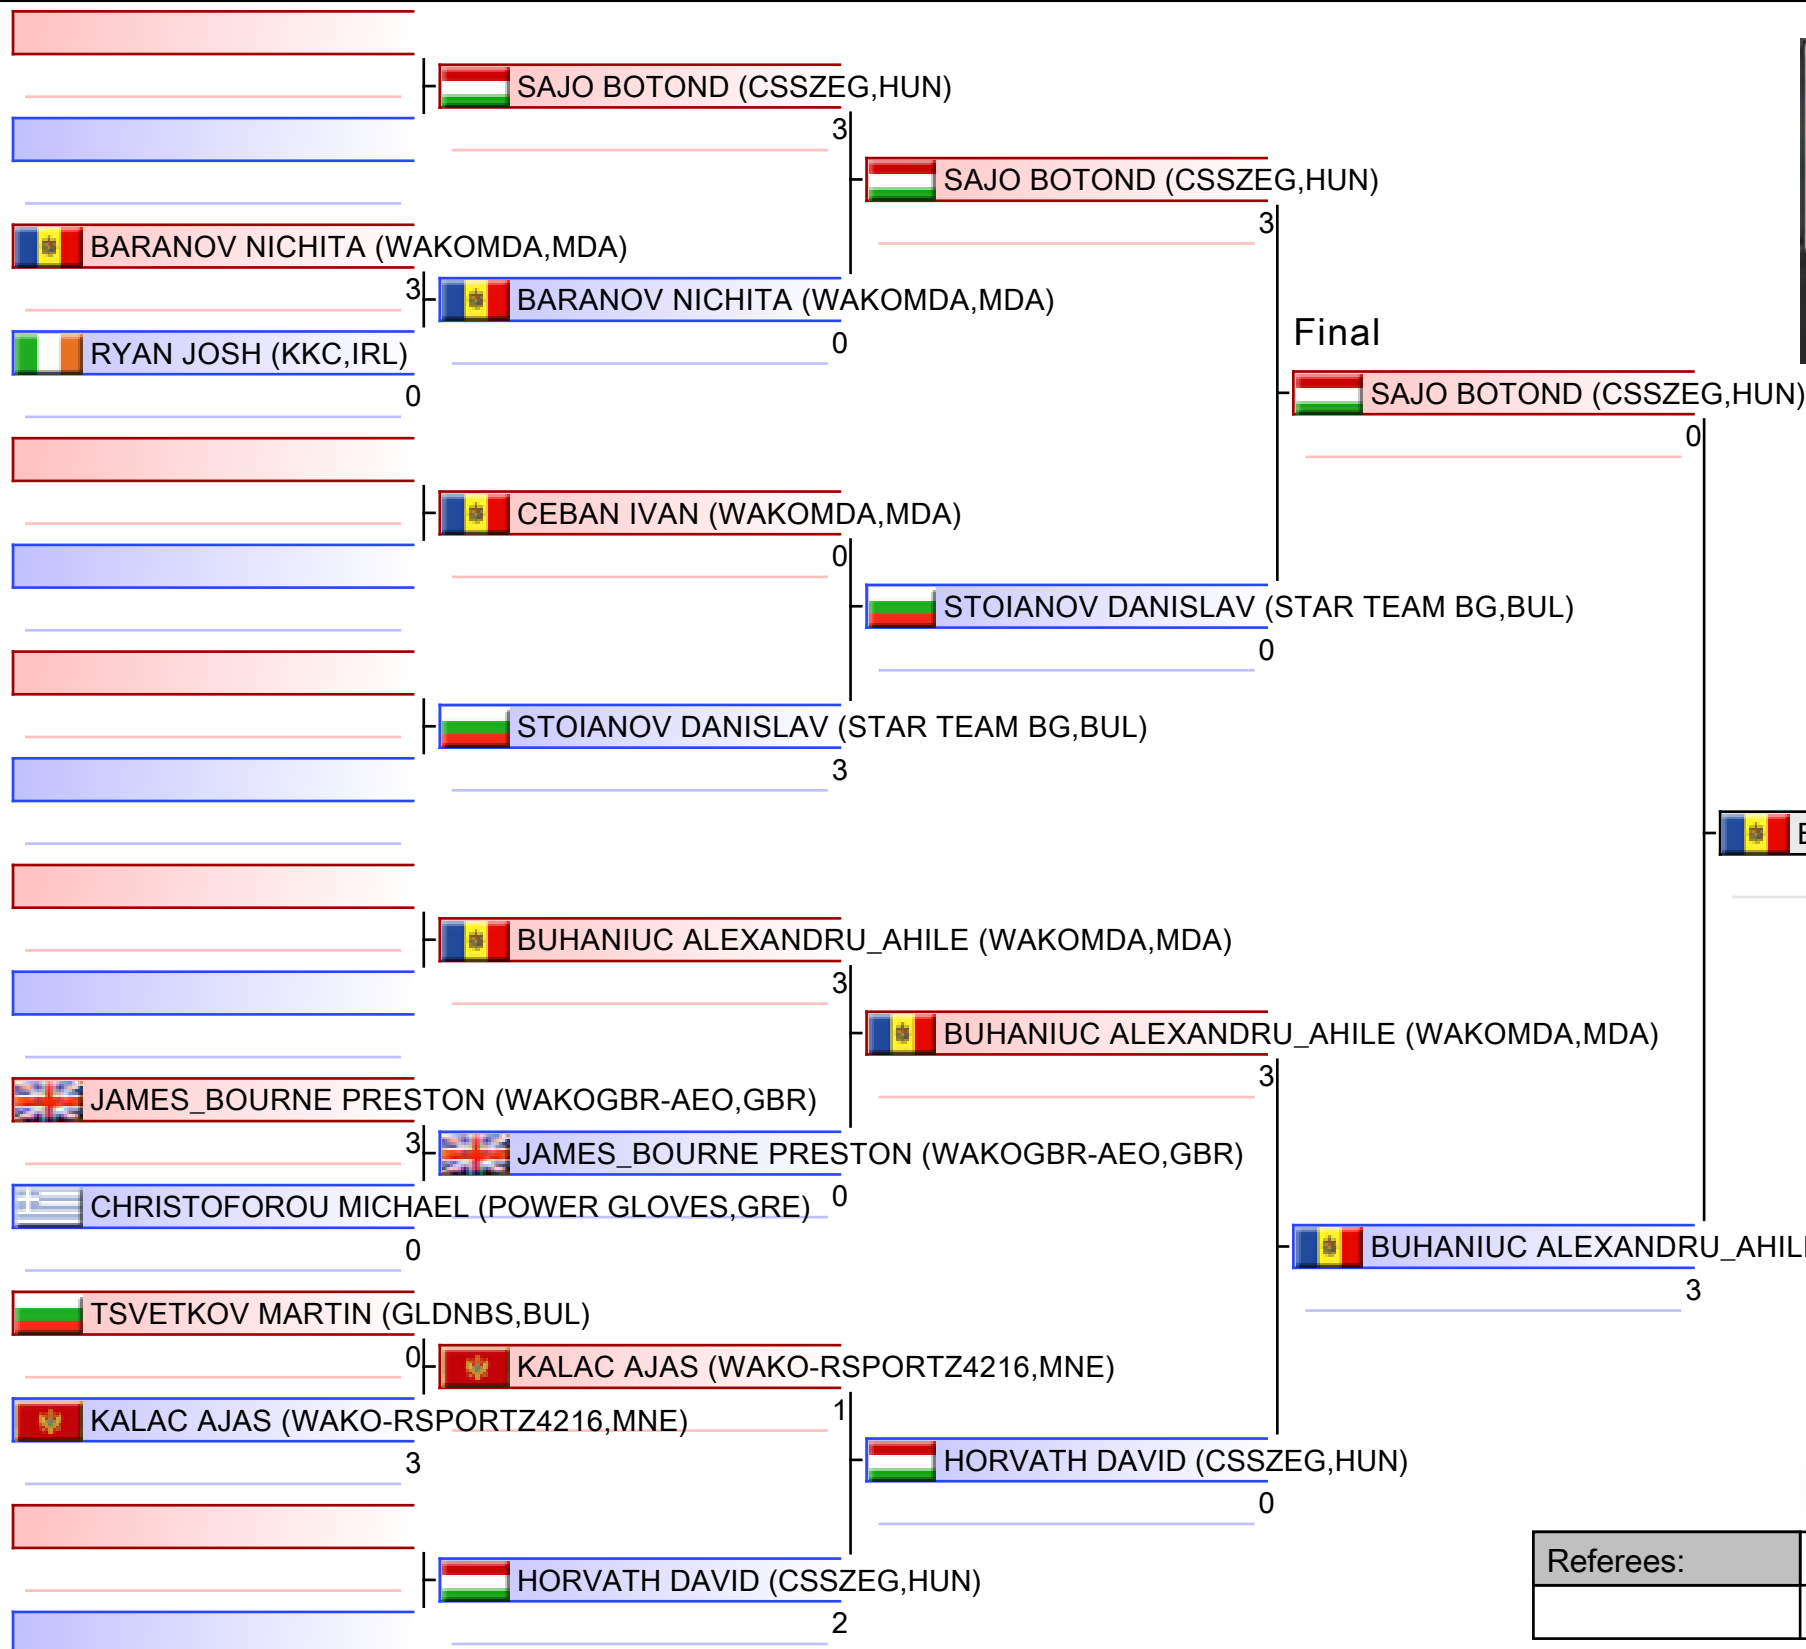 SAJO BOTOND (CSSZEG,HUN)
3
SAJO BOTOND (CSSZEG,HUN)
3
BARANOV NICHITA (WAKOMDA,MDA)
3
BARANOV NICHITA (WAKOMDA,MDA)
0
RYAN JOSH (KKC,IRL)
0
Final
SAJO BOTOND (CSSZEG,HUN)
0
CEBAN IVAN (WAKOMDA,MDA)
0
STOIANOV DANISLAV (STAR TEAM BG,BUL)
0
STOIANOV DANISLAV (STAR TEAM BG,BUL)
3
BUHANIUC ALEXANDRU_AHILE (WAKOMDA,MDA)
3
BUHANIUC ALEXANDRU_AHILE (WAKOMDA,MDA)
3
JAMES_BOURNE PRESTON (WAKOGBR-AEO,GBR)
3
JAMES_BOURNE PRESTON (WAKOGBR-AEO,GBR)
0
CHRISTOFOROU MICHAEL (POWER GLOVES,GRE)
0
BUHANIUC ALEXANDRU_AHIL
3
TSVETKOV MARTIN (GLDNBS,BUL)
0
KALAC AJAS (WAKO-RSPORTZ4216,MNE)
1
KALAC AJAS (WAKO-RSPORTZ4216,MNE)
3
HORVATH DAVID (CSSZEG,HUN)
0
HORVATH DAVID (CSSZEG,HUN)
2
Referees: